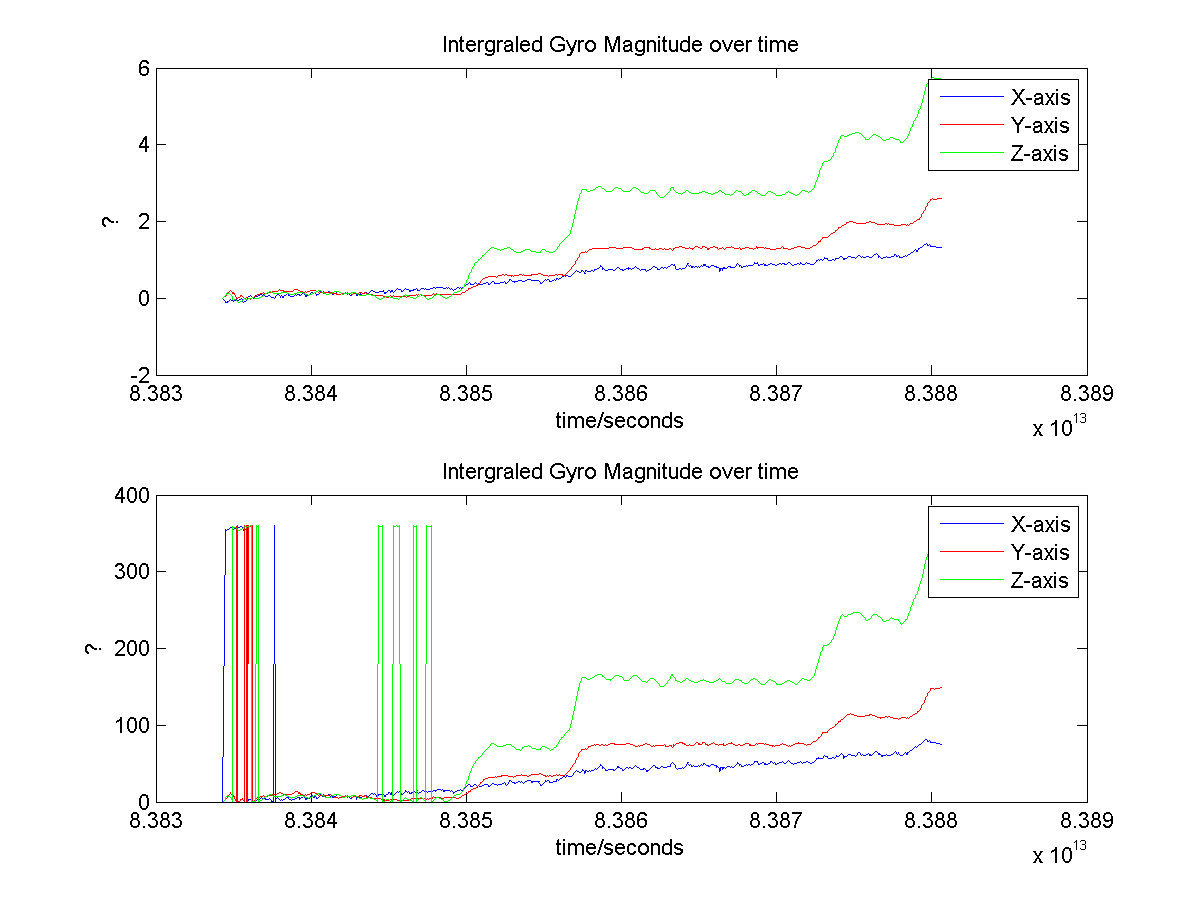 Intergraled Gyro Magnitude over time
6
4
2
0
-2
?
X-axis
Y-axis
Z-axis
8.383 8.384 8.385 8.386 8.387 8.388 8.389
time/seconds
x 10^13
Intergraled Gyro Magnitude over time
400
300
200
100
0
?
X-axis
Y-axis
Z-axis
8.383 8.384 8.385 8.386 8.387 8.388 8.389
time/seconds
x 10^13